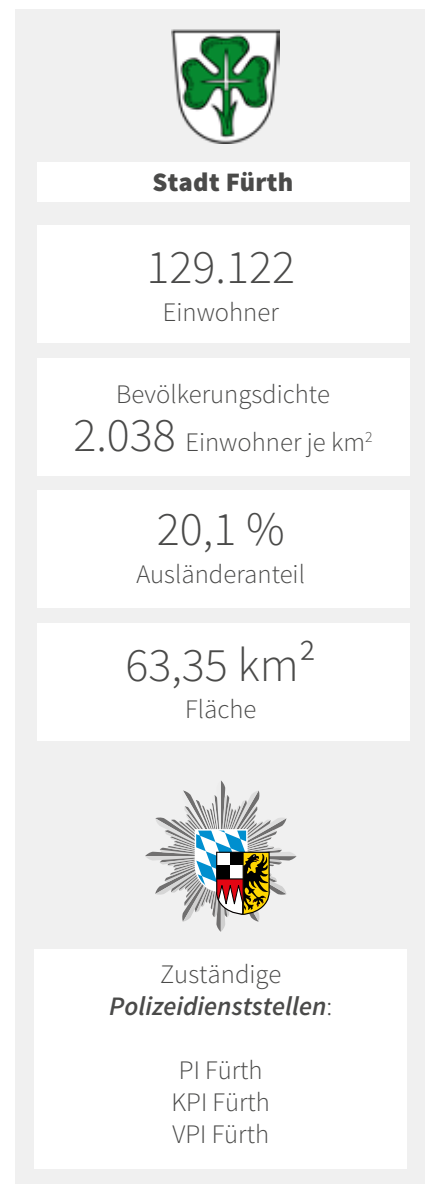 Stadt Fürth
129.122
Einwohner
Bevölkerungsdichte
2.038 Einwohner je km²
20,1 %
Ausländeranteil
63,35 km²
Fläche
Zuständige
Polizeidienststellen:
PI Fürth
KPI Fürth
VPI Fürth